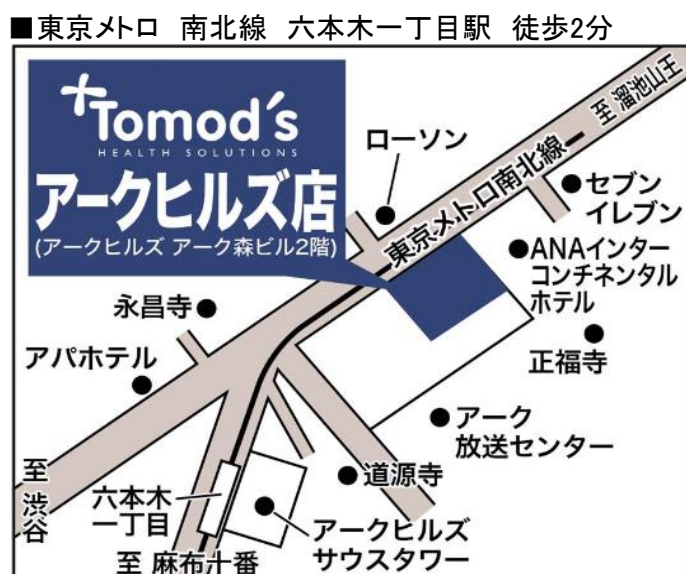 ■東京メトロ 南北線 六本木一丁目駅 徒歩2分
Tomod's
HEALTH SOLUTIONS
アークヒルズ店
(アークヒルズ アーク森ビル2階)
ローソン
至 溜池山王
東京メトロ南北線
セブン
イレブン
ANAインター
コンチネンタル
ホテル
永昌寺
アパホテル
正福寺
アーク
放送センター
道源寺
至 渋谷
六本木
一丁目
アークヒルズ
サウスタワー
至 麻布十番